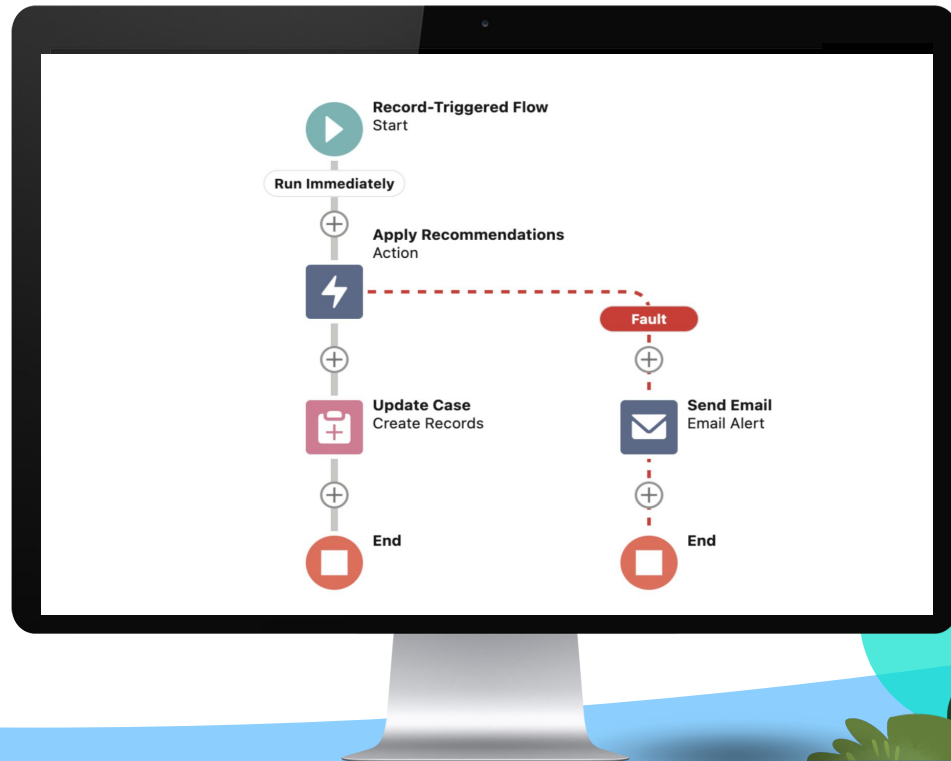 Record-Triggered Flow
Start
Run Immediately
Apply Recommendations
Action
Fault
Update Case
Create Records
Send Email
Email Alert
End
End